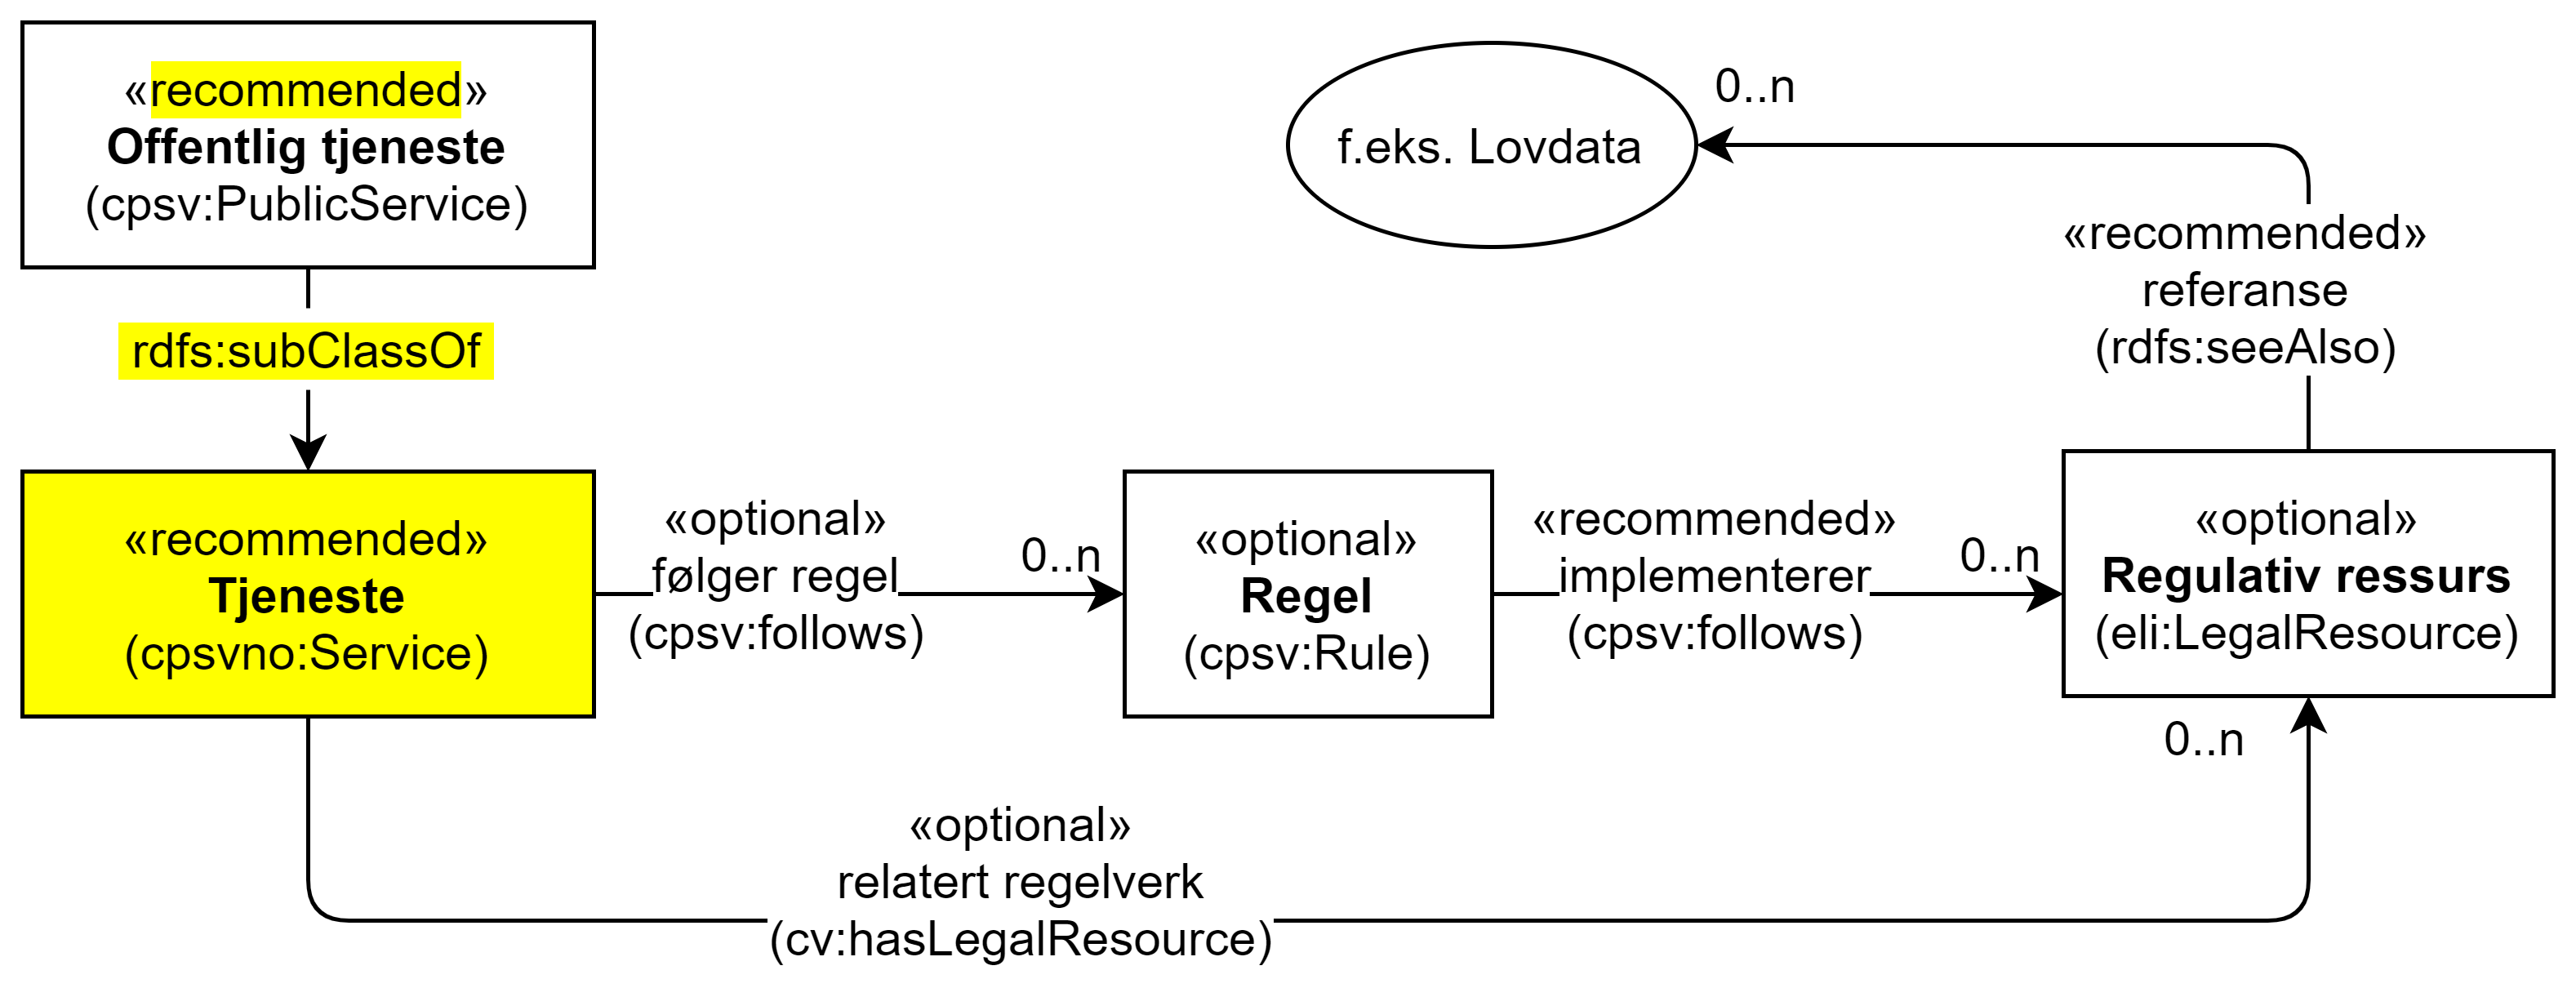 «recommended»
Offentlig tjeneste
(cpsv:PublicService)
rdfs:subClassOf
«recommended»
Tjeneste
(cpsvno:Service)
«optional»
følger regel
(cpsv:follows)
0..n
«optional»
Regel
(cpsv:Rule)
«recommended»
implementerer
(cpsv:follows)
0..n
«optional»
Regulativ ressurs
(eli:LegalResource)
«recommended»
referanse
(rdfs:seeAlso)
0..n
f.eks. Lovdata
«optional»
relatert regelverk
(cv:hasLegalResource)
0..n